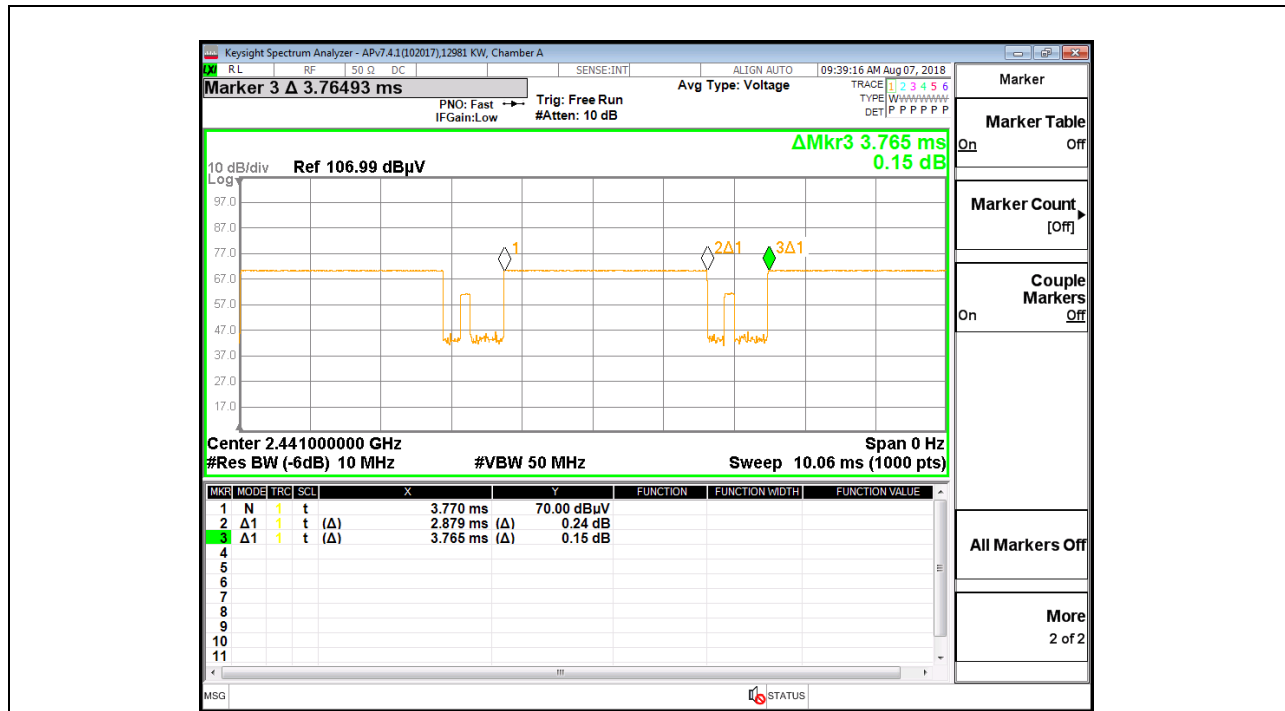 Keysight Spectrum Analyzer - APv7.4.1(102017),12981 KW, Chamber A
LXI RL RF 50 Ω DC SENSE:INT ALIGN AUTO 09:39:16 AM Aug 07, 2018
Marker 3 Δ 3.76493 ms
PNO: Fast
IFGain:Low
Trig: Free Run
#Atten: 10 dB
Avg Type: Voltage
TRACE 1 2 3 4 5 6
TYPE WWWWWW
DET P P P P P P
ΔMkr3 3.765 ms
0.15 dB
10 dB/div Ref 106.99 dBµV
Log
97.0
87.0
77.0
67.0
57.0
47.0
37.0
27.0
17.0
1
2Δ1
3Δ1
Center 2.441000000 GHz Span 0 Hz
#Res BW (-6dB) 10 MHz #VBW 50 MHz Sweep 10.06 ms (1000 pts)
MKR MODE TRC SCL X Y FUNCTION FUNCTION WIDTH FUNCTION VALUE
1 N 1 t 3.770 ms 70.00 dBµV
2 Δ1 1 t (Δ) 2.879 ms (Δ) 0.24 dB
3 Δ1 1 t (Δ) 3.765 ms (Δ) 0.15 dB
4
5
6
7
8
9
10
11
MSG STATUS
Marker
Marker Table
On Off
Marker Count
[Off]
Couple
Markers
On Off
All Markers Off
More
2 of 2